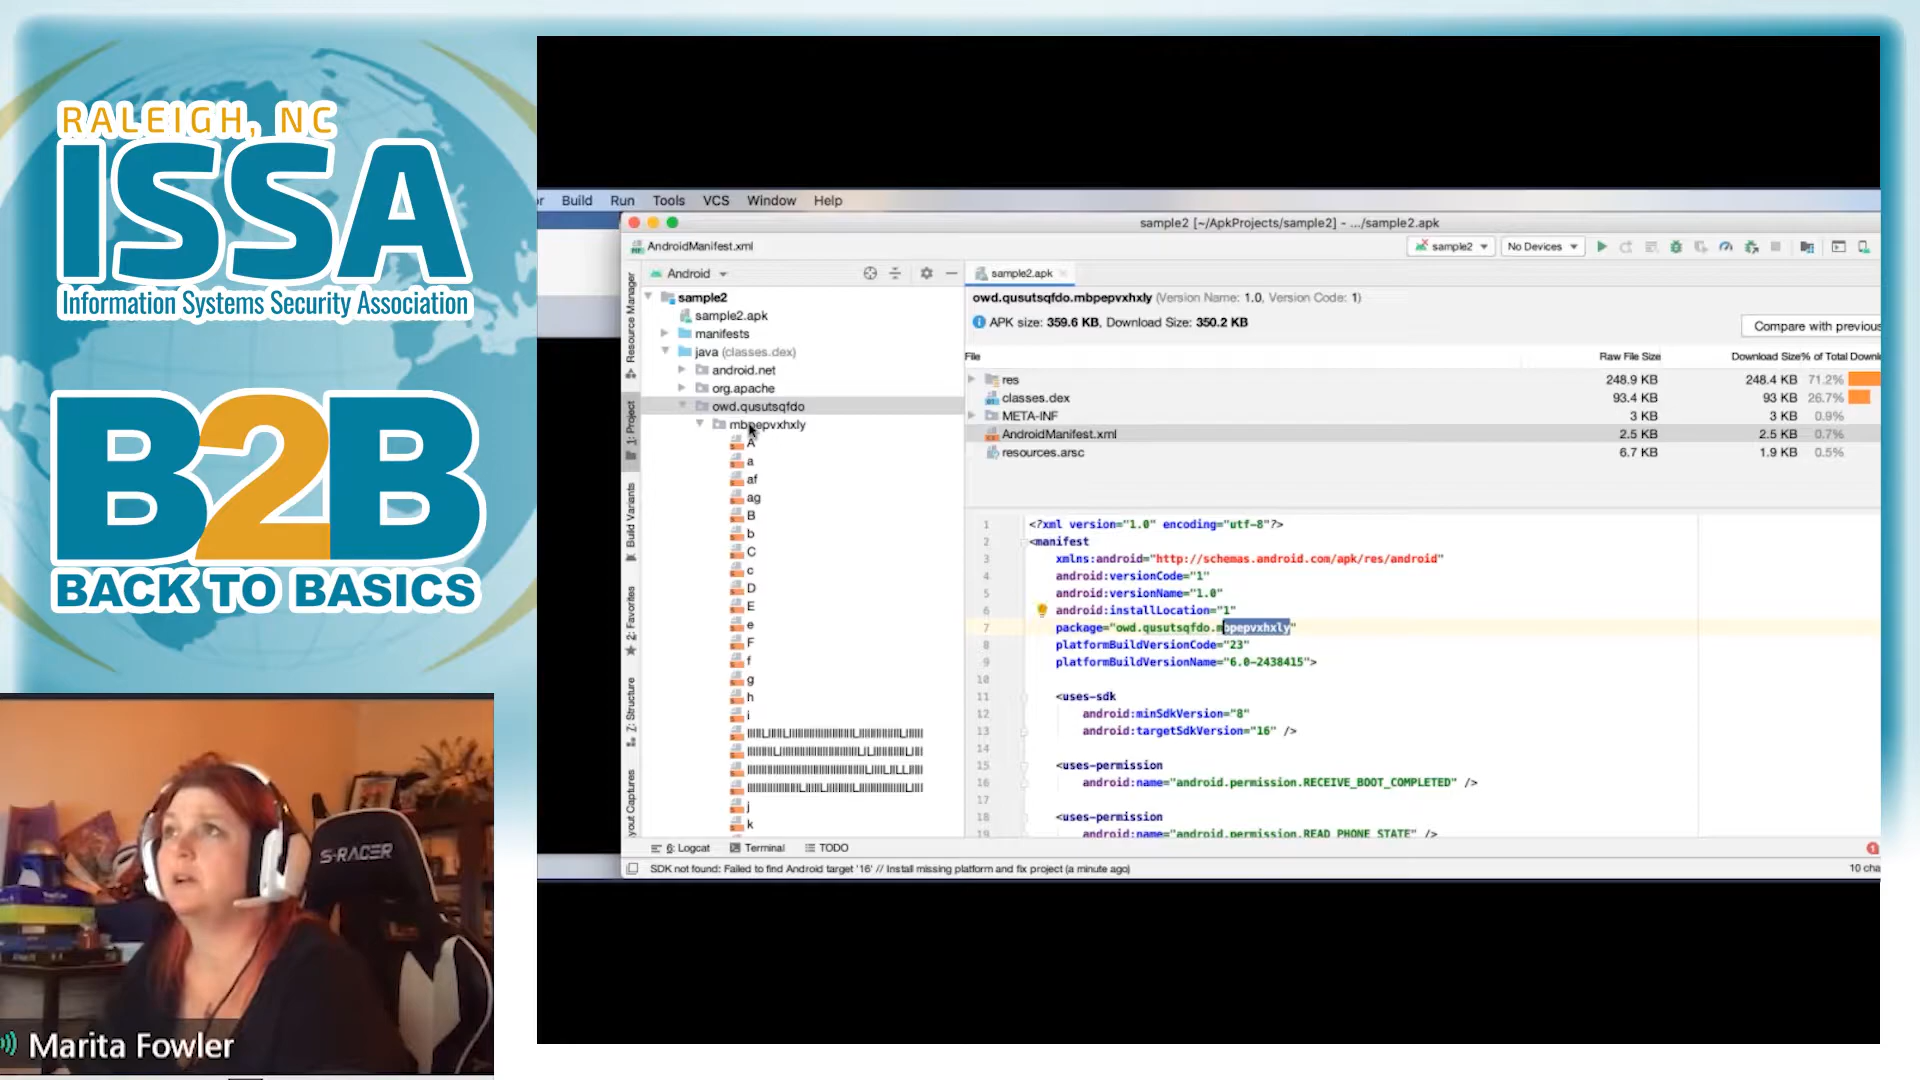 RALEIGH, NC
ISSA
Information Systems Security Association
B2B
BACK TO BASICS
Marita Fowler
Build Run Tools VCS Window Help
sample2 [~/ApkProjects/sample2] - .../sample2.apk
AndroidManifest.xml
sample2
No Devices
Android
sample2.apk
Resource Manager
1: Project
Build Variants
2: Favorites
7: Structure
yout Captures
sample2
sample2.apk
manifests
java (classes.dex)
android.net
org.apache
owd.qusutsqfdo
mbpepvxhxly
A
a
af
ag
B
b
C
c
D
E
e
F
f
g
h
i
j
k
owd.qusutsqfdo.mbpepvxhxly (Version Name: 1.0, Version Code: 1)
APK size: 359.6 KB, Download Size: 350.2 KB
Compare with previous
File Raw File Size Download Size % of Total Downl
res 248.9 KB 248.4 KB 71.2%
classes.dex 93.4 KB 93 KB 26.7%
META-INF 3 KB 3 KB 0.9%
AndroidManifest.xml 2.5 KB 2.5 KB 0.7%
resources.arsc 6.7 KB 1.9 KB 0.5%
1 <?xml version="1.0" encoding="utf-8"?>
2 <manifest
3 xmlns:android="http://schemas.android.com/apk/res/android"
4 android:versionCode="1"
5 android:versionName="1.0"
6 android:installLocation="1"
7 package="owd.qusutsqfdo.mbpepvxhxly"
8 platformBuildVersionCode="23"
9 platformBuildVersionName="6.0-2438415">
10
11 <uses-sdk
12 android:minSdkVersion="8"
13 android:targetSdkVersion="16" />
14
15 <uses-permission
16 android:name="android.permission.RECEIVE_BOOT_COMPLETED" />
17
18 <uses-permission
19 android:name="android.permission.READ_PHONE_STATE" />
6: Logcat Terminal TODO
SDK not found: Failed to find Android target '16' // Install missing platform and fix project (a minute ago)
10 cha
S-RACER